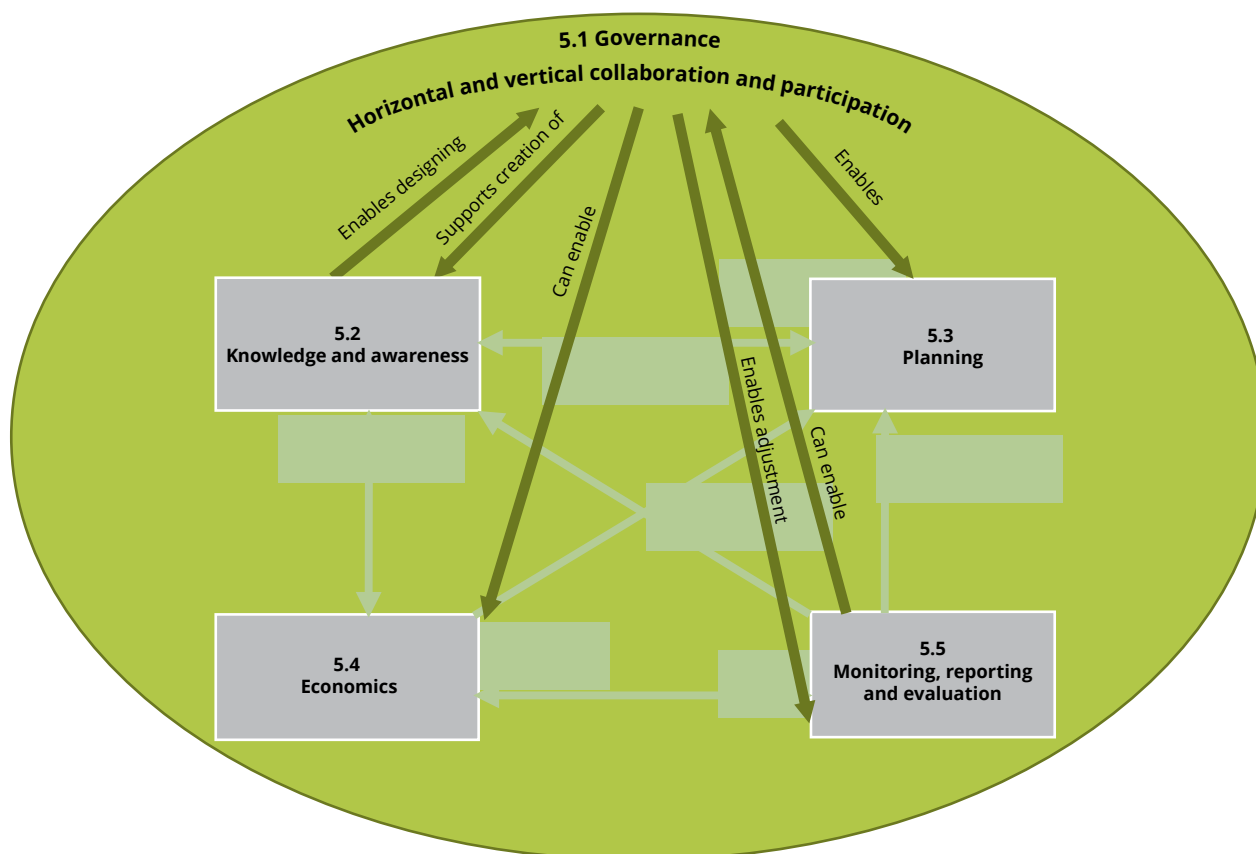 5.1 Governance
Horizontal and vertical collaboration and participation
Enables designing
Supports creation of
Can enable
Enables
5.2
Knowledge and awareness
5.3
Planning
Enables adjustment
Can enable
5.4
Economics
5.5
Monitoring, reporting
and evaluation